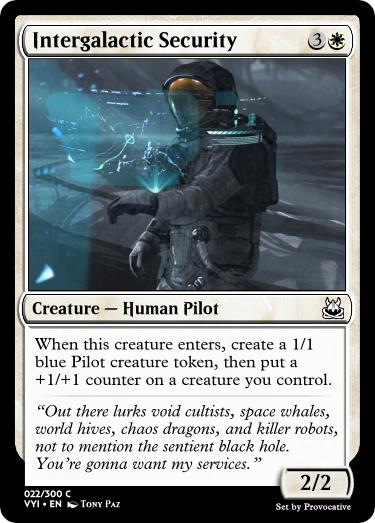 Intergalactic Security 3
Creature — Human Pilot
When this creature enters, create a 1/1
blue Pilot creature token, then put a
+1/+1 counter on a creature you control.
“Out there lurks void cultists, space whales,
world hives, chaos dragons, and killer robots,
not to mention the sentient black hole.
You’re gonna want my services.”
2/2
022/300 C
VYI • EN Tony Paz
Set by Provocative